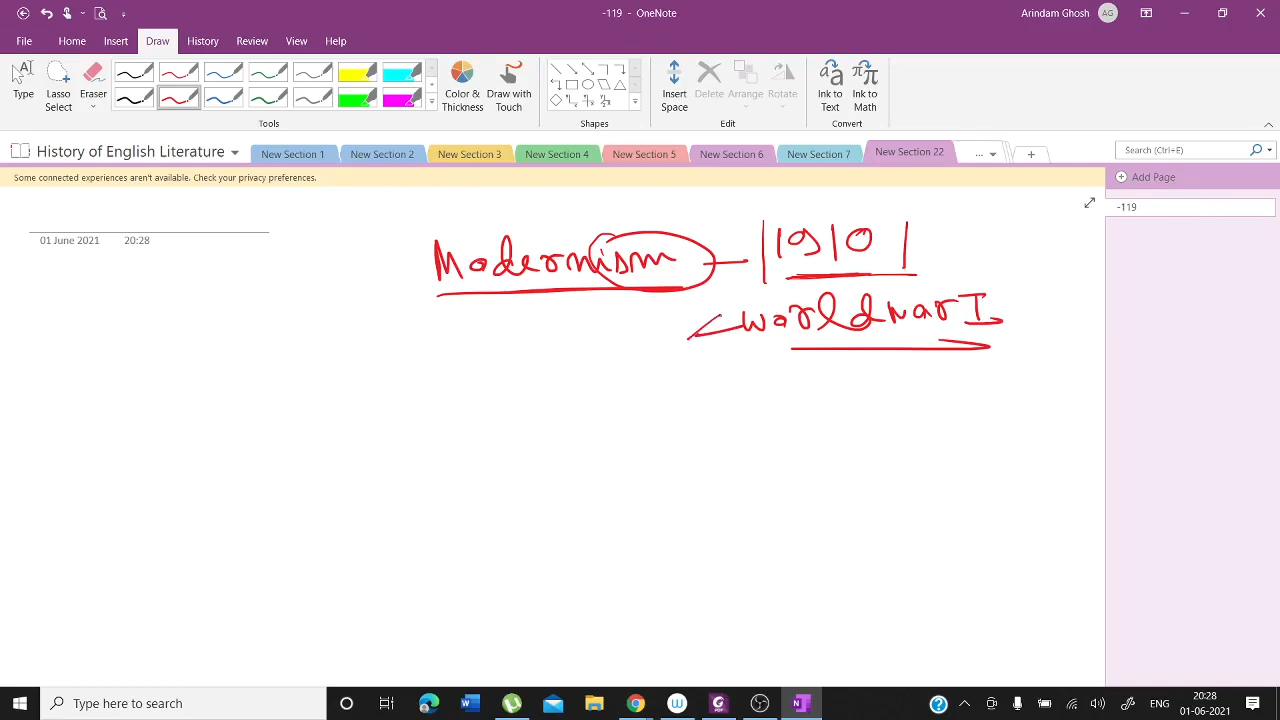 -119 - OneNote
Arindam Ghosh AG
File Home Insert Draw History Review View Help
Type Lasso Select Eraser Color & Thickness Draw with Touch Insert Space Delete Arrange Rotate Ink to Text Ink to Math
Tools Shapes Edit Convert
History of English Literature New Section 1 New Section 2 New Section 3 New Section 4 New Section 5 New Section 6 New Section 7 New Section 22 ... Search (Ctrl+E)
Some connected experiences aren't available. Check your privacy preferences. Add Page
-119
01 June 2021 20:28
Modernism - |1910|
world war I
Type here to search
ENG 20:28 01-06-2021